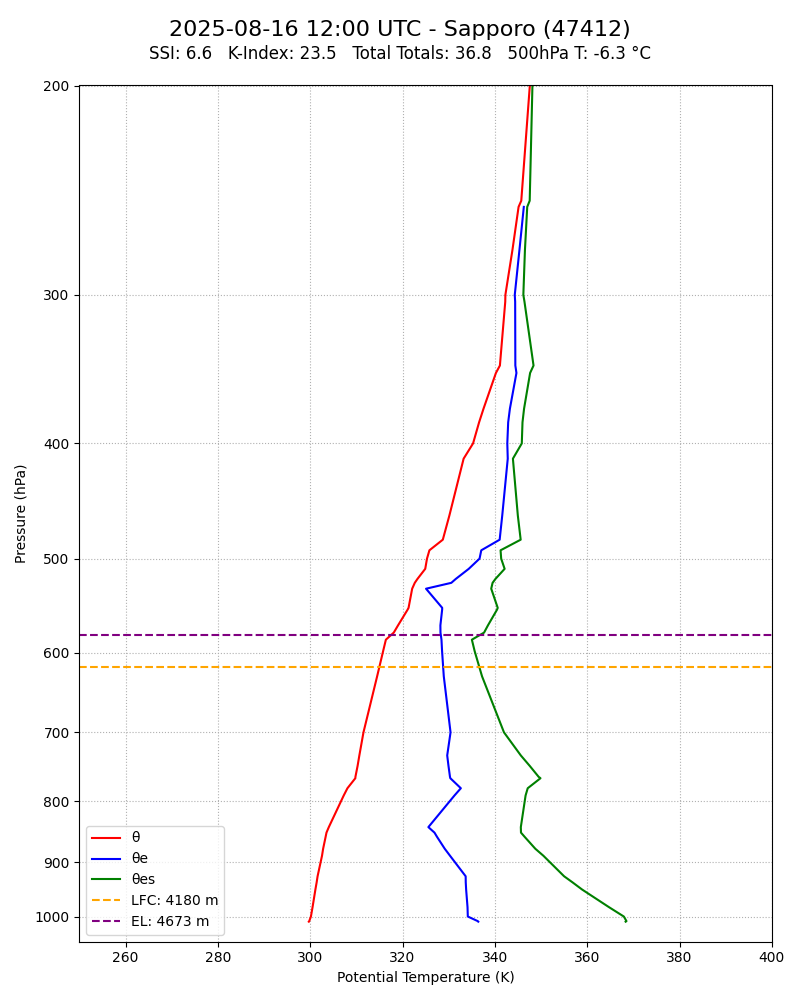 2025-08-16 12:00 UTC - Sapporo (47412)
SSI: 6.6   K-Index: 23.5   Total Totals: 36.8   500hPa T: -6.3 °C
200
300
400
500
600
700
800
900
1000
Pressure (hPa)
θ
θe
θes
LFC: 4180 m
EL: 4673 m
260 280 300 320 340 360 380 400
Potential Temperature (K)